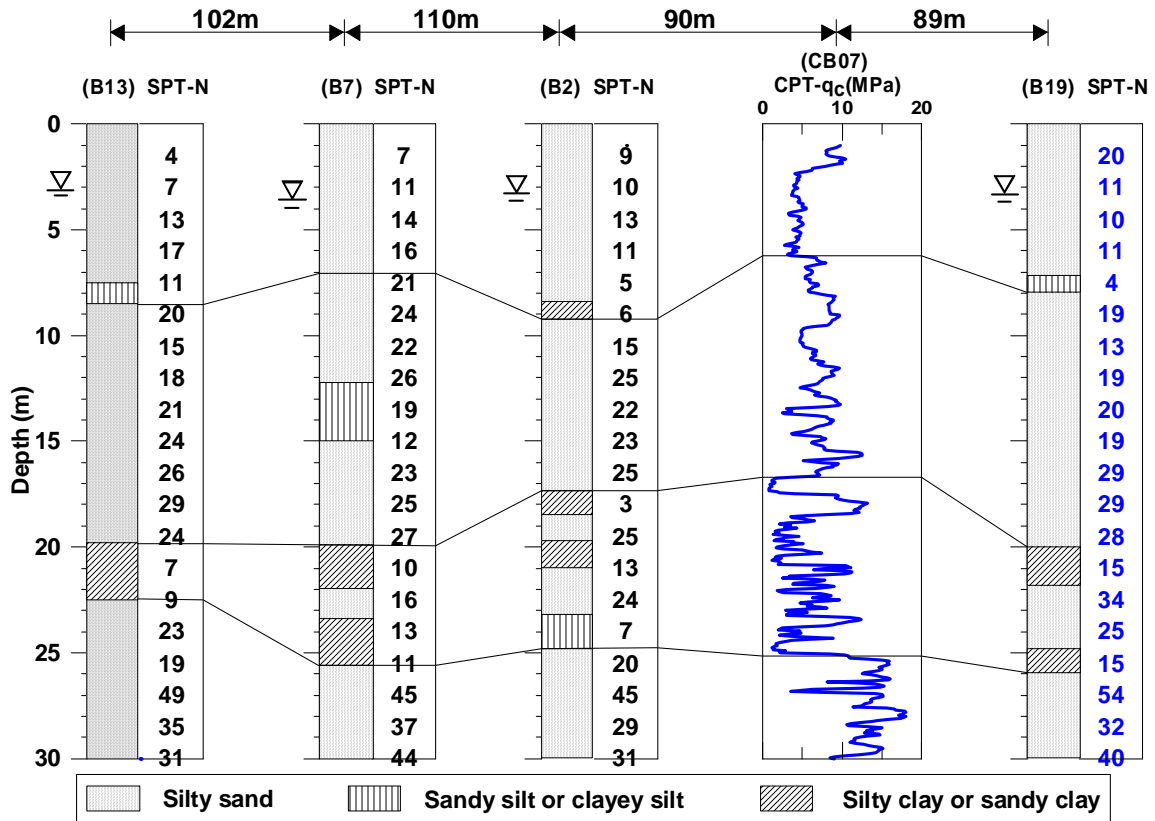 102m 110m 90m 89m
(CB07)
(B13) SPT-N (B7) SPT-N (B2) SPT-N CPT-qc(MPa) (B19) SPT-N
0 10 20
0
4 7 9 20
7 11 10 11
13 14 13 10
5
17 16 11 11
11 21 5 4
20 24 6 19
10
15 22 15 13
18 26 25 19
21 19 22 20
15
24 12 23 19
26 23 25 29
29 25 3 29
24 27 25 28
20
7 10 13 15
9 16 24 34
23 13 7 25
25
19 11 20 15
49 45 45 54
35 37 29 32
30
31 44 31 40
Depth (m)
Silty sand Sandy silt or clayey silt Silty clay or sandy clay